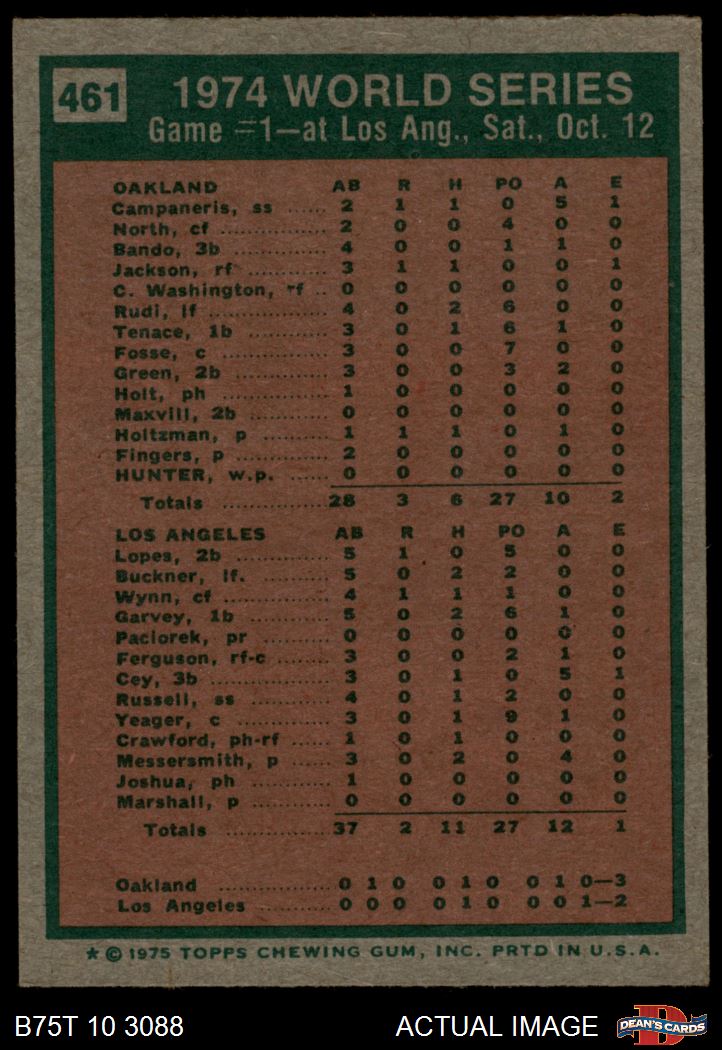 461
1974 WORLD SERIES
Game #1—at Los Ang., Sat., Oct. 12
OAKLAND AB R H PO A E
Campaneris, ss ...... 2 1 1 0 5 1
North, cf ................ 2 0 0 4 0 0
Bando, 3b .............. 4 0 0 1 1 0
Jackson, rf ............ 3 1 1 0 0 1
C. Washington, rf .. 0 0 0 0 0 0
Rudi, lf .................. 4 0 2 6 0 0
Tenace, 1b ............ 3 0 1 6 1 0
Fosse, c ................ 3 0 0 7 0 0
Green, 2b .............. 3 0 0 3 2 0
Holt, ph ................ 1 0 0 0 0 0
Maxvill, 2b ............ 0 0 0 0 0 0
Holtzman, p .......... 1 1 1 0 1 0
Fingers, p .............. 2 0 0 0 0 0
HUNTER, w.p. ...... 0 0 0 0 0 0
Totals ................ 28 3 6 27 10 2
LOS ANGELES AB R H PO A E
Lopes, 2b .............. 5 1 0 5 0 0
Buckner, lf. ............ 5 0 2 2 0 0
Wynn, cf ................ 4 1 1 1 0 0
Garvey, 1b ............ 5 0 2 6 1 0
Paciorek, pr .......... 0 0 0 0 0 0
Ferguson, rf-c ........ 3 0 0 2 1 0
Cey, 3b .................. 3 0 1 0 5 1
Russell, ss .............. 4 0 1 2 0 0
Yeager, c .............. 3 0 1 9 1 0
Crawford, ph-rf ...... 1 0 1 0 0 0
Messersmith, p ...... 3 0 2 0 4 0
Joshua, ph ............ 1 0 0 0 0 0
Marshall, p ............ 0 0 0 0 0 0
Totals ................ 37 2 11 27 12 1
Oakland ................ 0 1 0 0 1 0 0 1 0—3
Los Angeles ............ 0 0 0 0 1 0 0 0 1—2
* © 1975 TOPPS CHEWING GUM, INC. PRTD IN U.S.A.
B75T 10 3088 ACTUAL IMAGE
D
DEAN'S CARDS